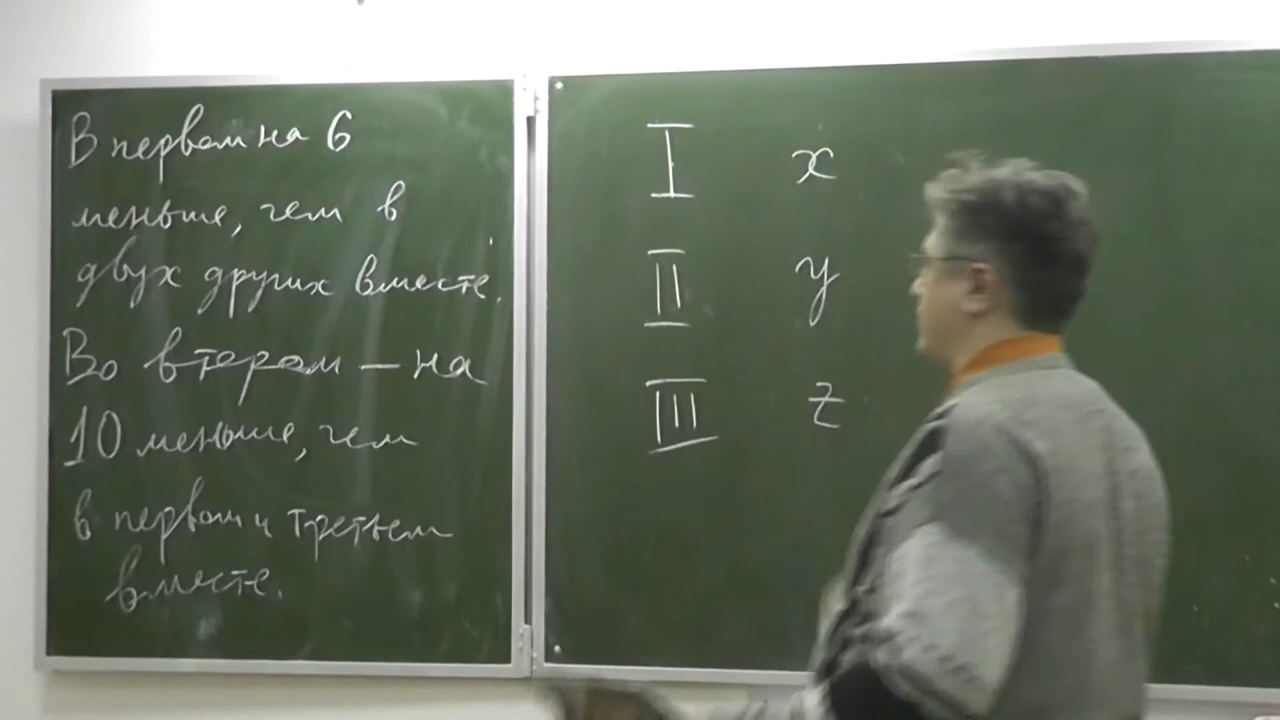 В первом на 6
меньше, чем в
двух других вместе.
Во втором – на
10 меньше, чем
в первом и третьем
вместе.
I x
II y
III z